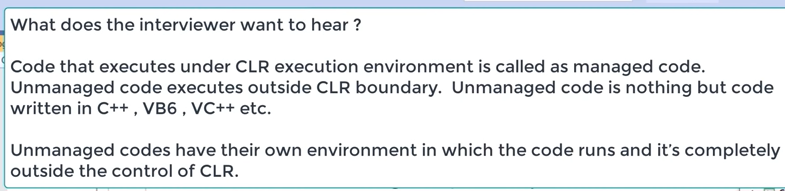 What does the interviewer want to hear ?
Code that executes under CLR execution environment is called as managed code.
Unmanaged code executes outside CLR boundary. Unmanaged code is nothing but code
written in C++ , VB6 , VC++ etc.
Unmanaged codes have their own environment in which the code runs and it's completely
outside the control of CLR.